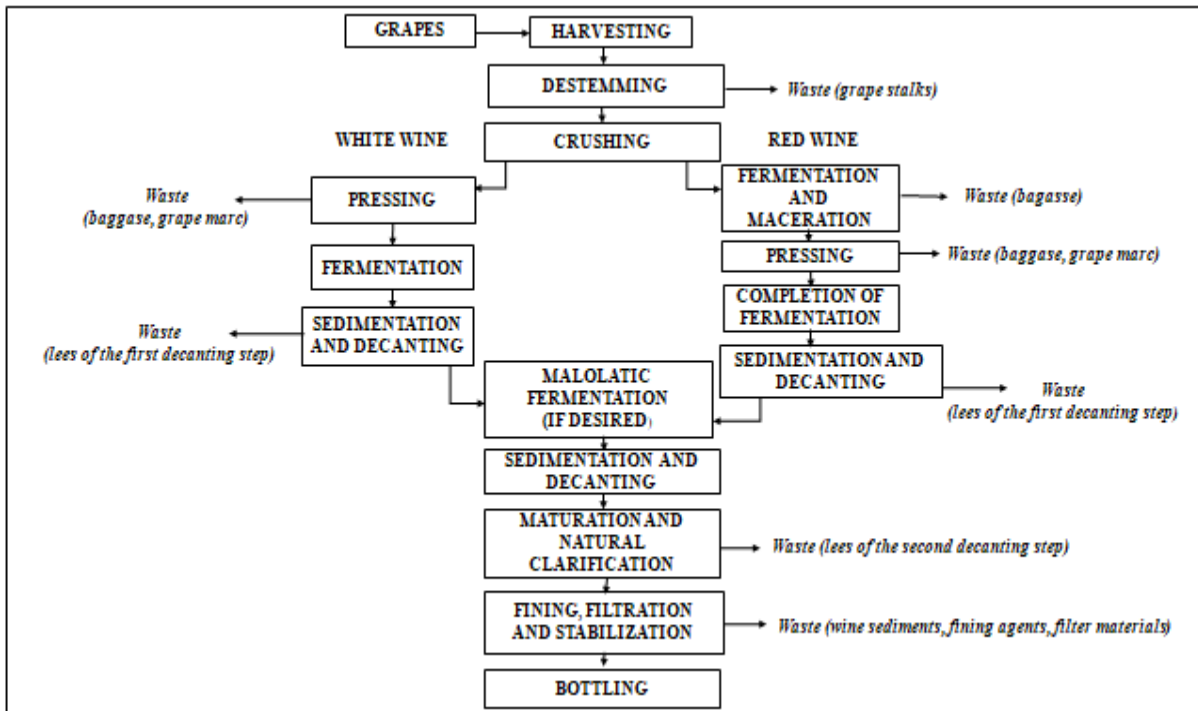 GRAPES
HARVESTING
DESTEMMING
Waste (grape stalks)
WHITE WINE
CRUSHING
RED WINE
Waste
(baggase, grape marc)
PRESSING
FERMENTATION
AND
MACERATION
Waste (bagasse)
FERMENTATION
PRESSING
Waste (baggase, grape marc)
COMPLETION OF
FERMENTATION
Waste
(lees of the first decanting step)
SEDIMENTATION
AND DECANTING
SEDIMENTATION AND
DECANTING
Waste
(lees of the first decanting step)
MALOLATIC
FERMENTATION
(IF DESIRED)
SEDIMENTATION AND
DECANTING
MATURATION AND
NATURAL
CLARIFICATION
Waste (lees of the second decanting step)
FINING, FILTRATION
AND STABILIZATION
Waste (wine sediments, fining agents, filter materials)
BOTTLING